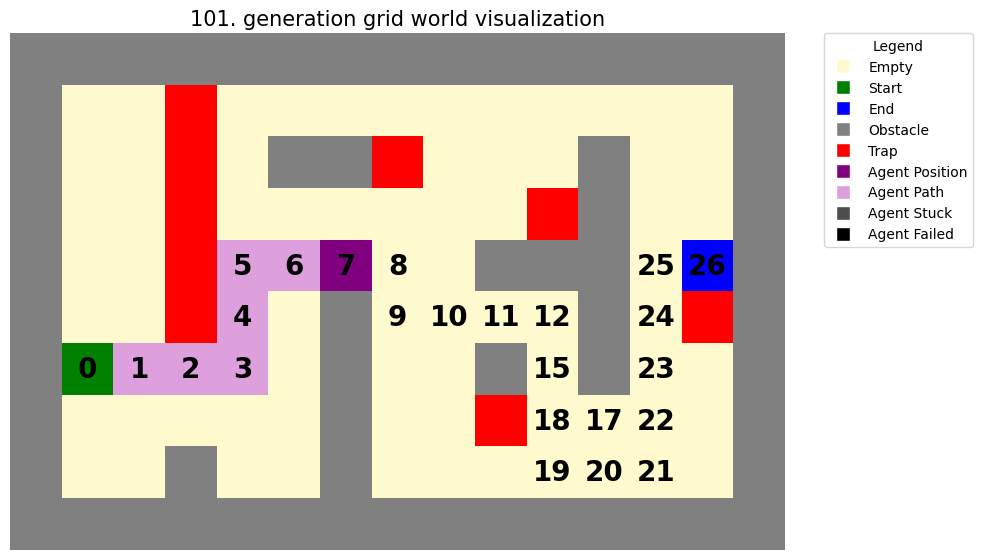 101. generation grid world visualization
Legend
Empty
Start
End
Obstacle
Trap
Agent Position
Agent Path
Agent Stuck
Agent Failed
5 6 7 8 25 26
4 9 10 11 12 24
0 1 2 3 15 23
18 17 22
19 20 21